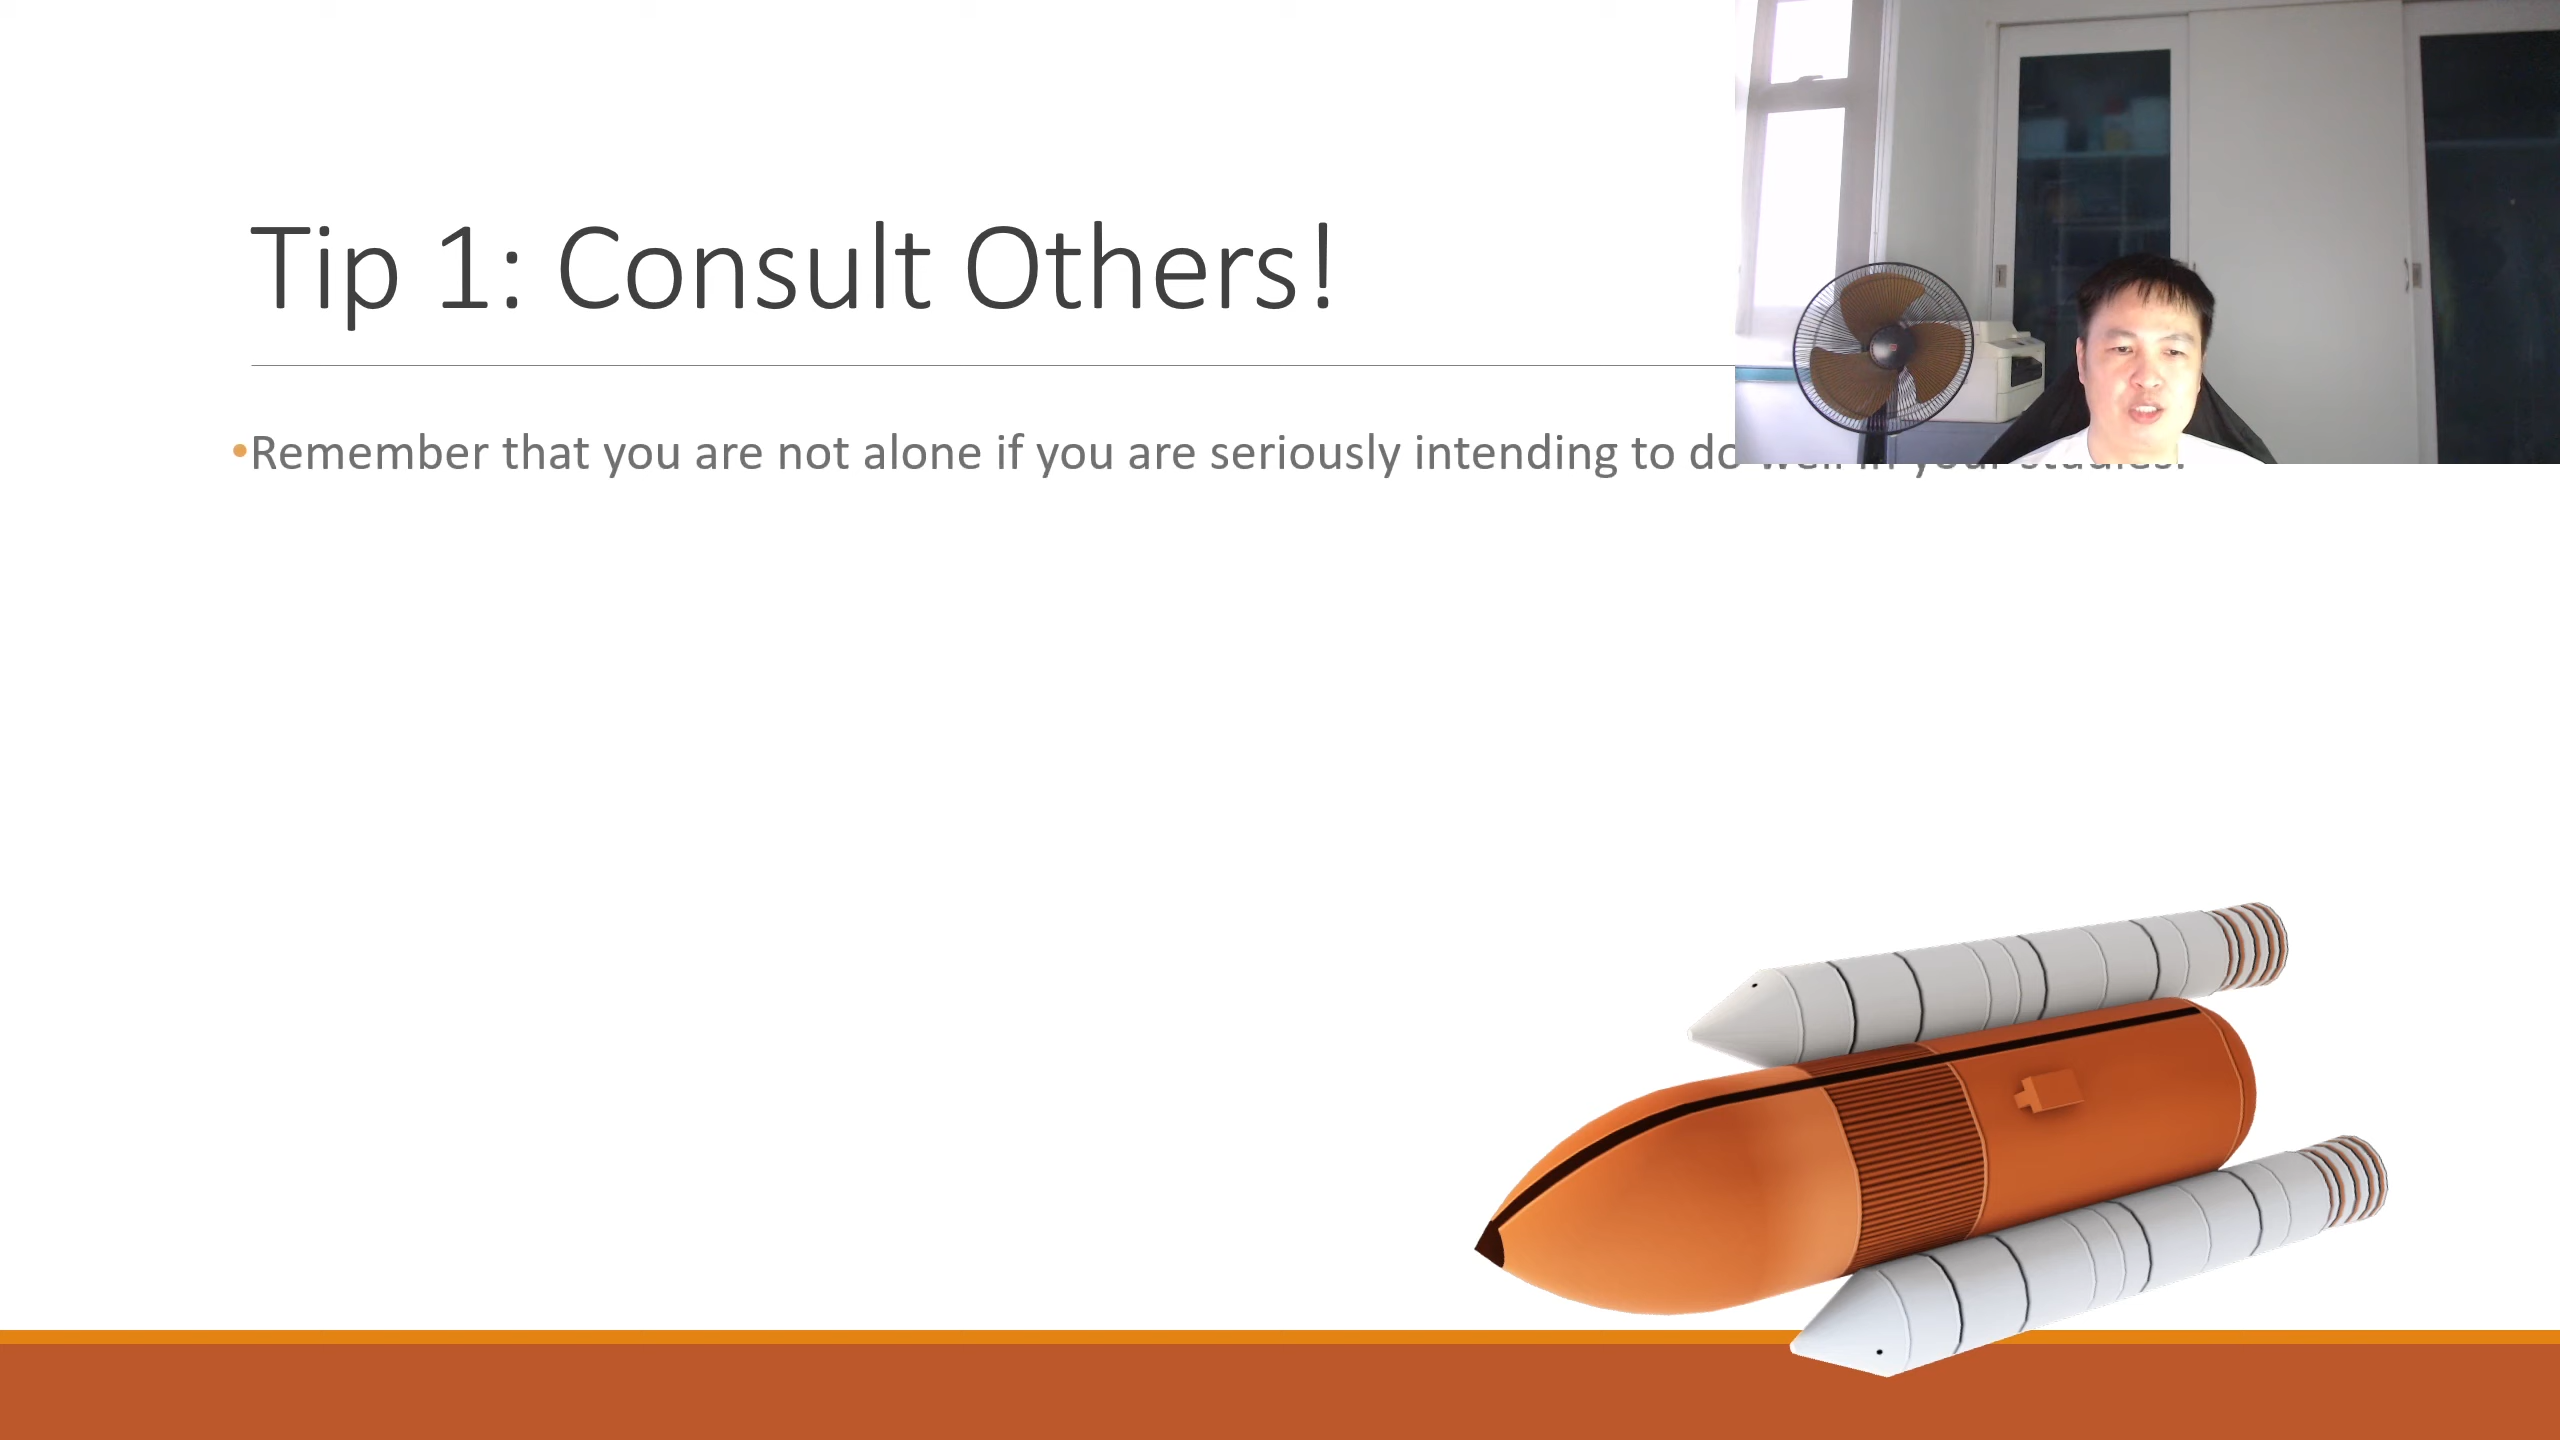 Tip 1: Consult Others!
•Remember that you are not alone if you are seriously intending to do well in your studies.